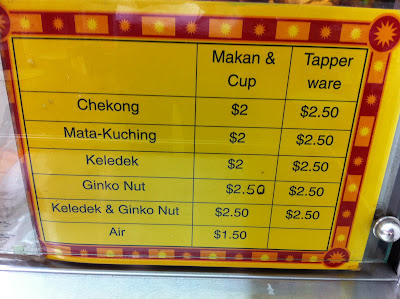 Makan & Cup Tapper ware
Chekong $2 $2.50
Mata-Kuching $2 $2.50
Keledek $2 $2.50
Ginko Nut $2.50 $2.50
Keledek & Ginko Nut $2.50 $2.50
Air $1.50